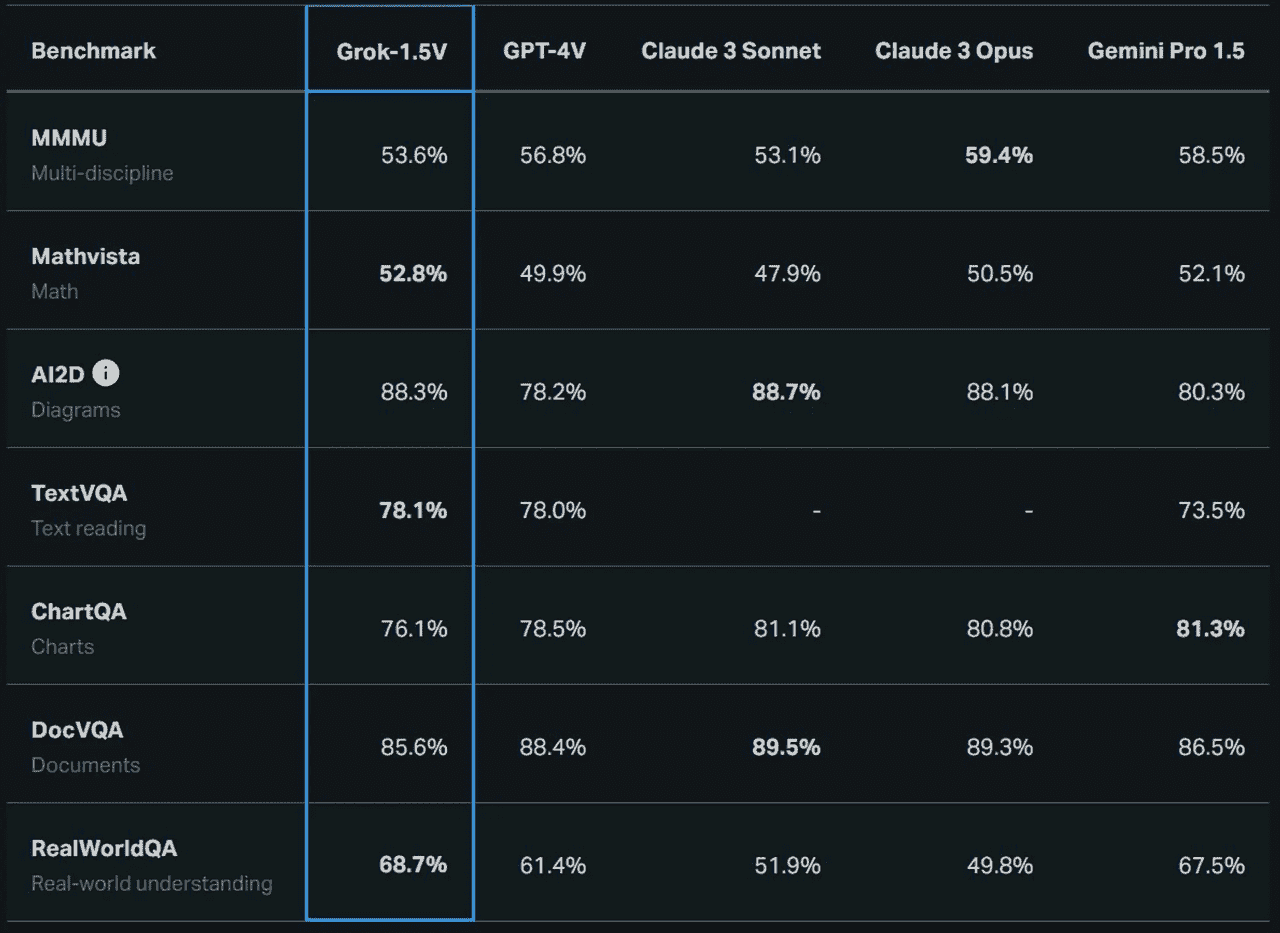 Benchmark Grok-1.5V GPT-4V Claude 3 Sonnet Claude 3 Opus Gemini Pro 1.5
MMMU
Multi-discipline
53.6% 56.8% 53.1% 59.4% 58.5%
Mathvista
Math
52.8% 49.9% 47.9% 50.5% 52.1%
AI2D i
Diagrams
88.3% 78.2% 88.7% 88.1% 80.3%
TextVQA
Text reading
78.1% 78.0% - - 73.5%
ChartQA
Charts
76.1% 78.5% 81.1% 80.8% 81.3%
DocVQA
Documents
85.6% 88.4% 89.5% 89.3% 86.5%
RealWorldQA
Real-world understanding
68.7% 61.4% 51.9% 49.8% 67.5%